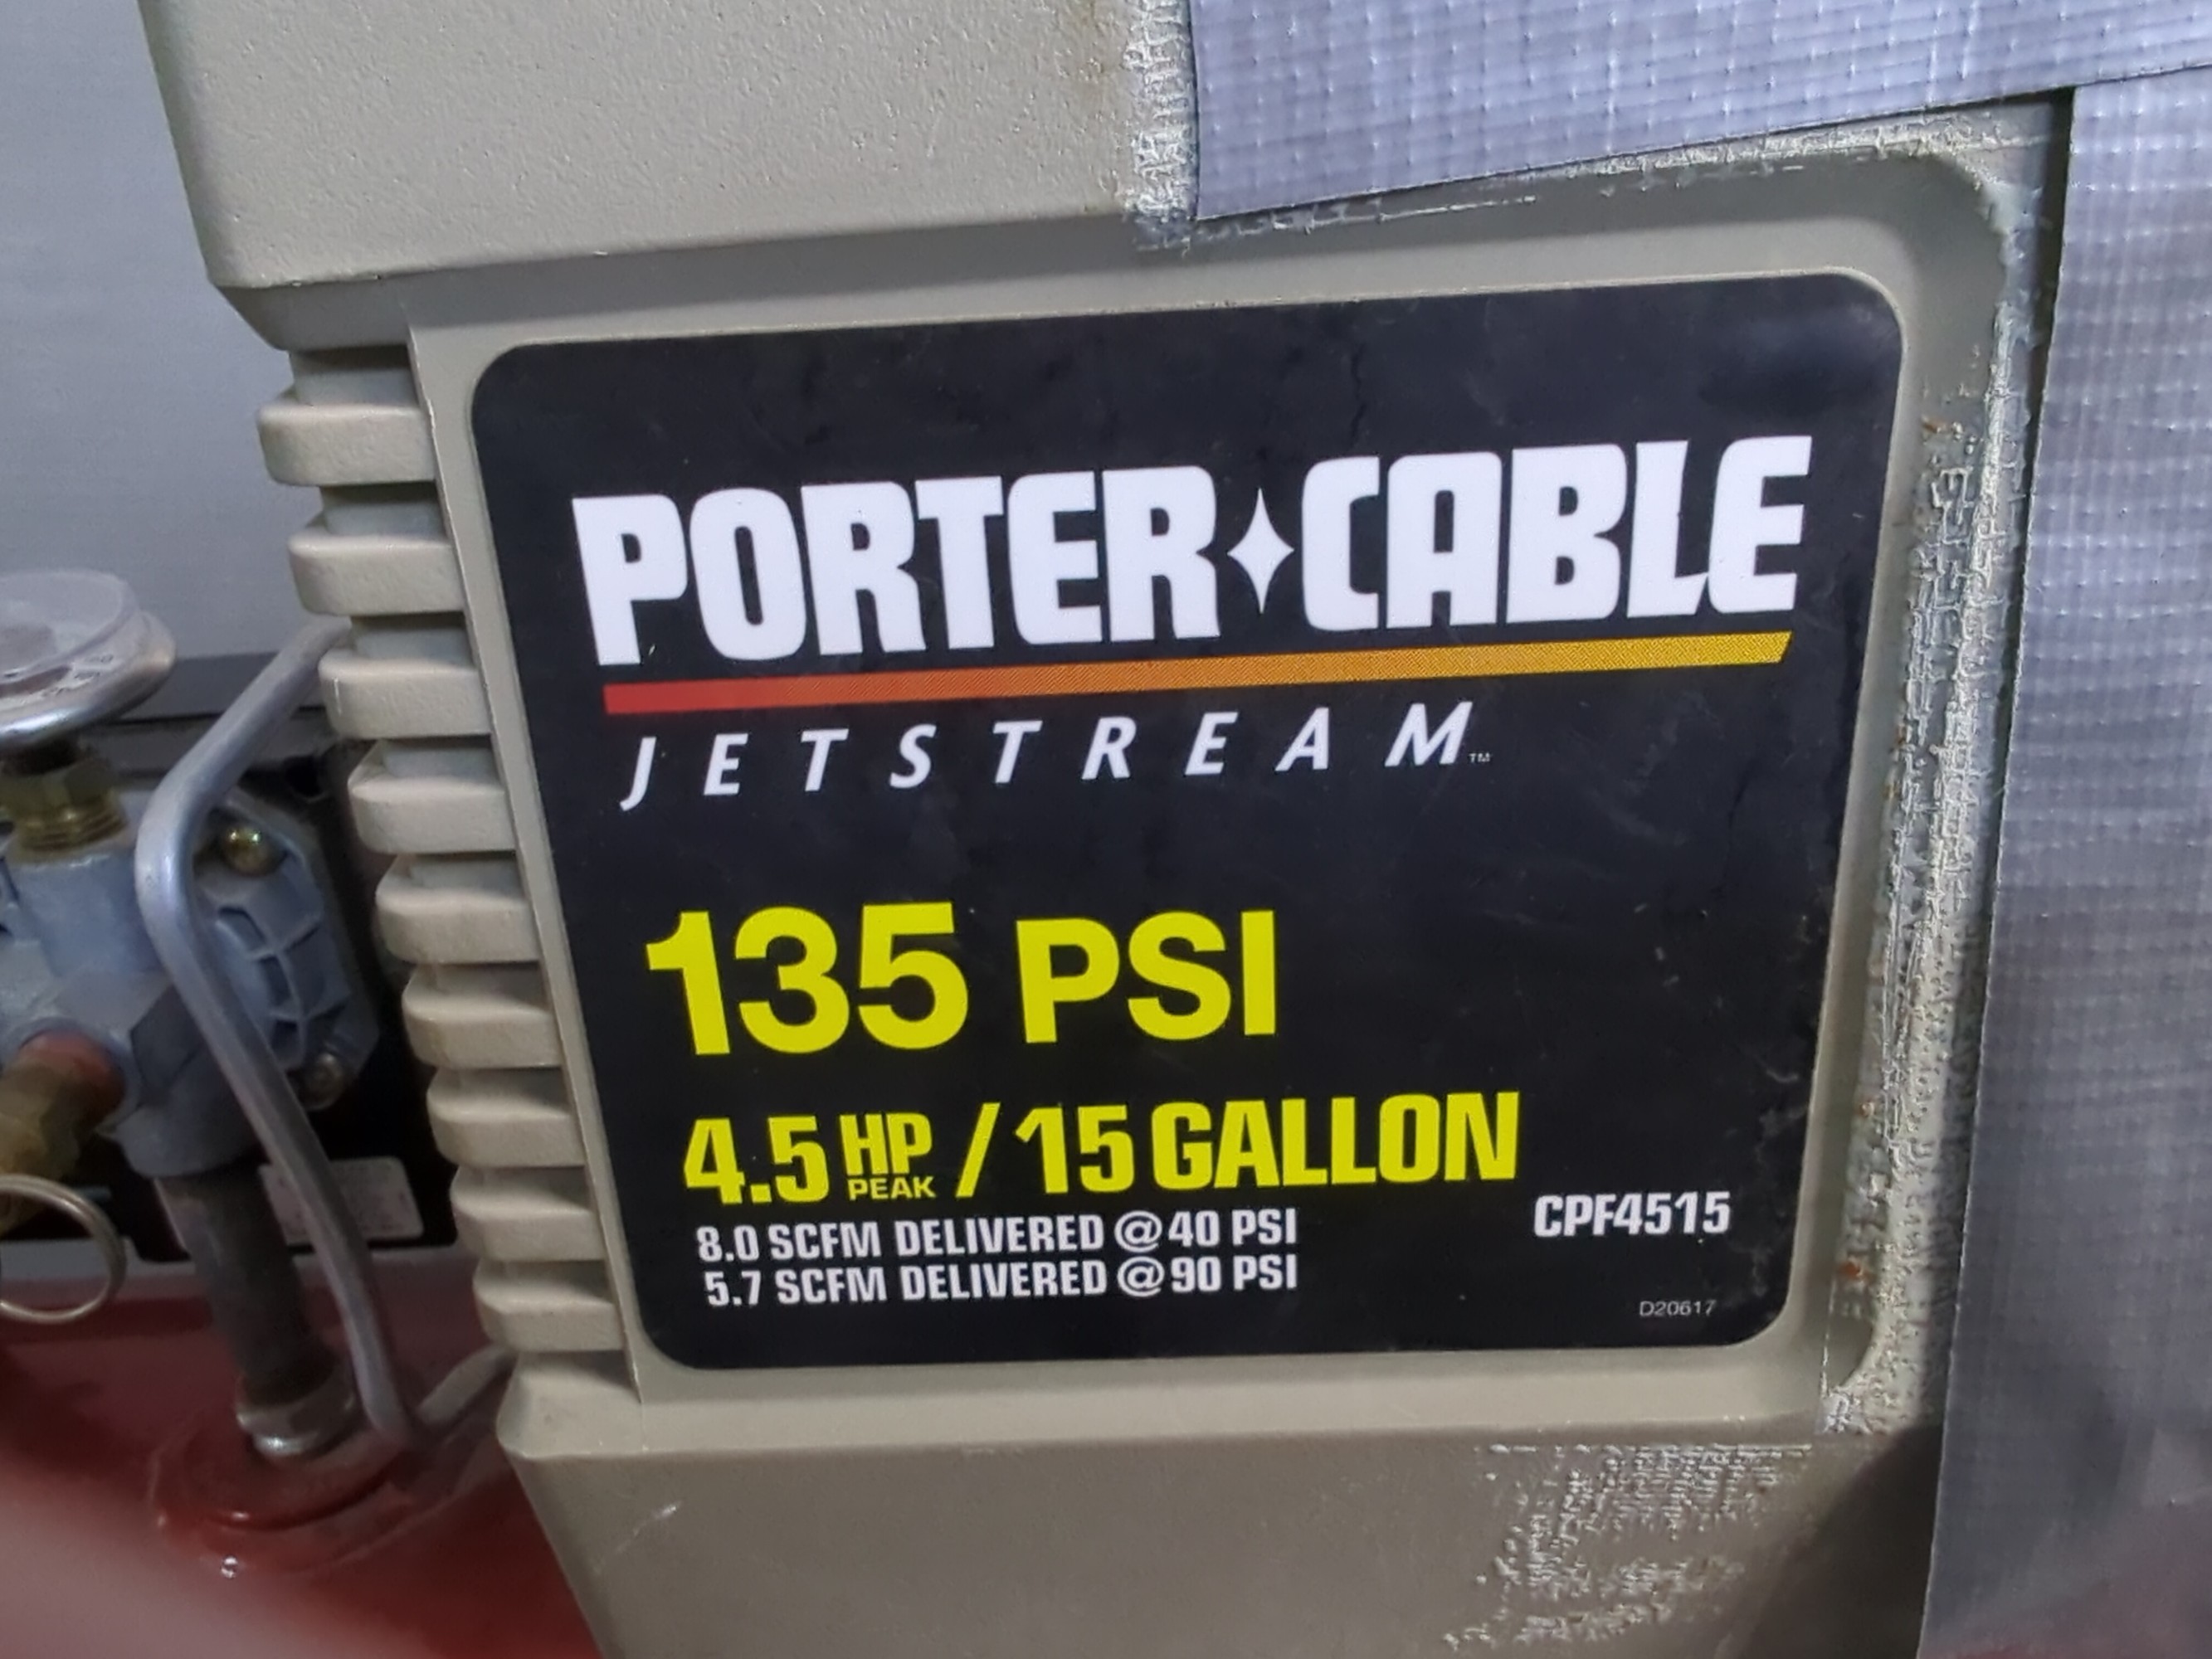 PORTER✦CABLE
JETSTREAM™
135 PSI
4.5 HP PEAK / 15 GALLON
8.0 SCFM DELIVERED @ 40 PSI
5.7 SCFM DELIVERED @ 90 PSI
CPF4515
D20617